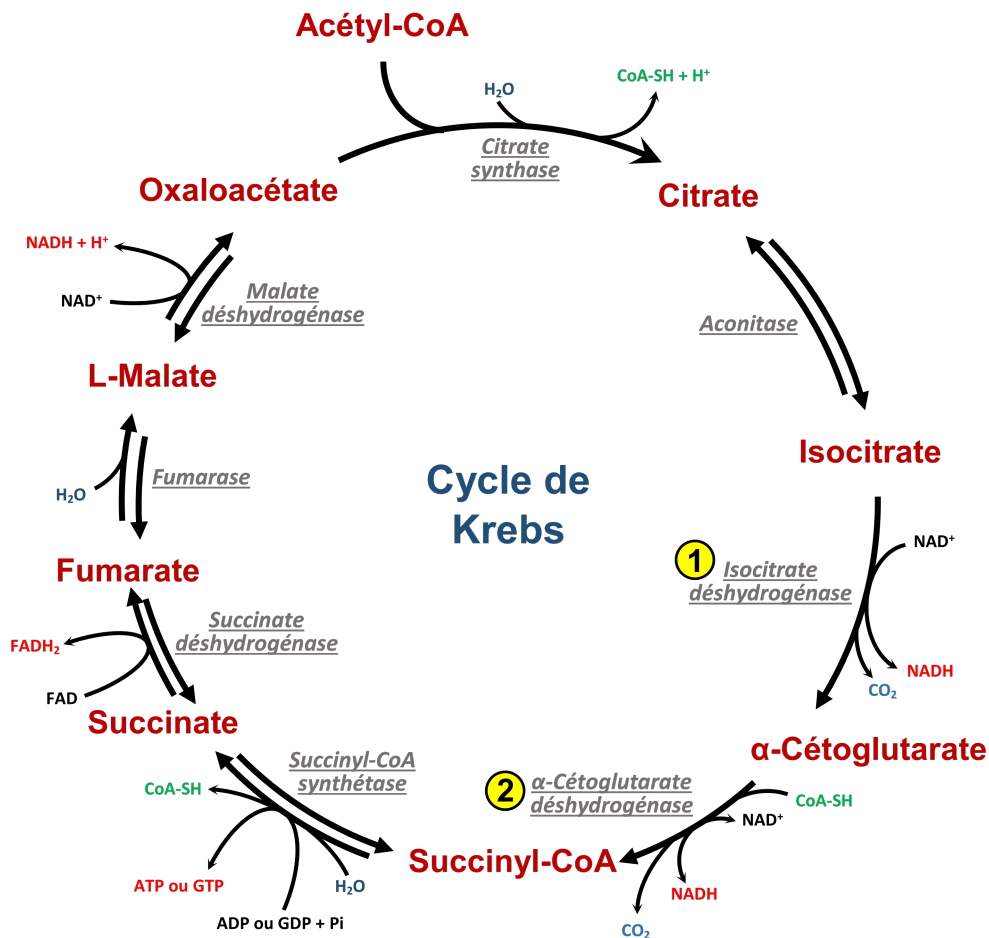 Acétyl-CoA
H₂O
CoA-SH + H⁺
Citrate
synthase
Oxaloacétate
Citrate
NADH + H⁺
NAD⁺
Malate
déshydrogénase
Aconitase
L-Malate
Isocitrate
H₂O
Fumarase
Cycle de
Krebs
NAD⁺
1
Isocitrate
déshydrogénase
Fumarate
Succinate
déshydrogénase
FADH₂
FAD
NADH
CO₂
Succinate
α-Cétoglutarate
Succinyl-CoA
synthétase
CoA-SH
2
α-Cétoglutarate
déshydrogénase
CoA-SH
NAD⁺
Succinyl-CoA
ATP ou GTP
H₂O
NADH
ADP ou GDP + Pi
CO₂